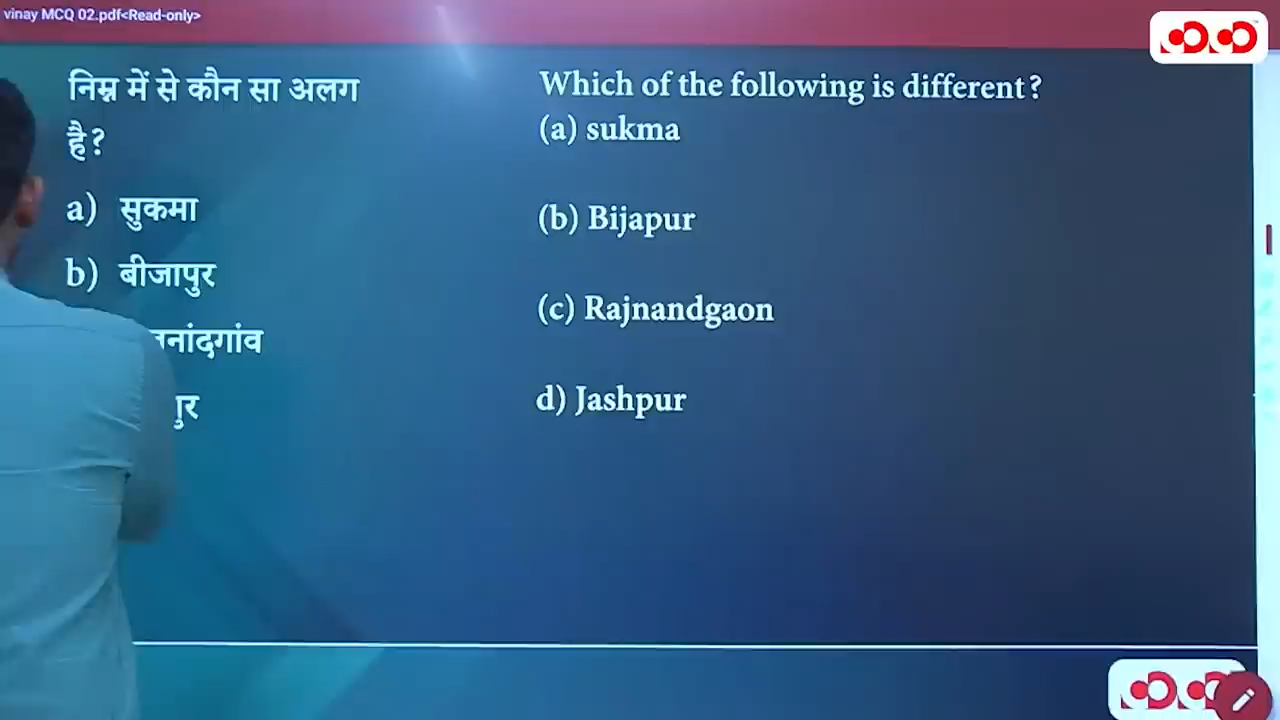 vinay MCQ 02.pdf<Read-only>
निम्न में से कौन सा अलग
है?
a) सुकमा
b) बीजापुर
Which of the following is different?
(a) sukma
(b) Bijapur
(c) Rajnandgaon
d) Jashpur